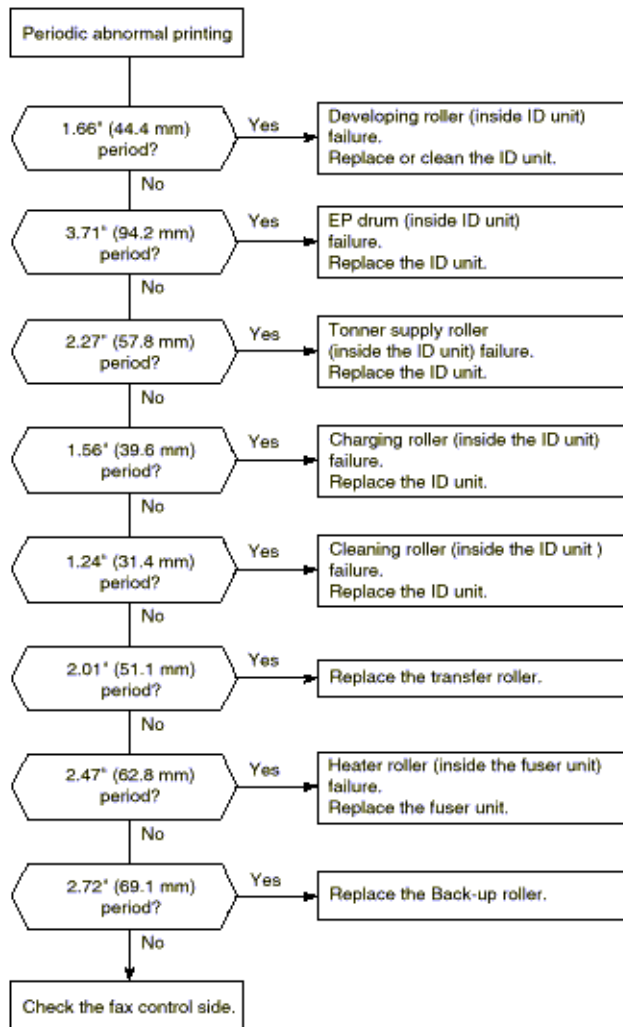 Periodic abnormal printing
1.66" (44.4 mm)
period?
Yes
Developing roller (inside ID unit)
failure.
Replace or clean the ID unit.
No
3.71" (94.2 mm)
period?
Yes
EP drum (inside ID unit)
failure.
Replace the ID unit.
No
2.27" (57.8 mm)
period?
Yes
Tonner supply roller
(inside the ID unit) failure.
Replace the ID unit.
No
1.56" (39.6 mm)
period?
Yes
Charging roller (inside the ID unit)
failure.
Replace the ID unit.
No
1.24" (31.4 mm)
period?
Yes
Cleaning roller (inside the ID unit )
failure.
Replace the ID unit.
No
2.01" (51.1 mm)
period?
Yes
Replace the transfer roller.
No
2.47" (62.8 mm)
period?
Yes
Heater roller (inside the fuser unit)
failure.
Replace the fuser unit.
No
2.72" (69.1 mm)
period?
Yes
Replace the Back-up roller.
No
Check the fax control side.